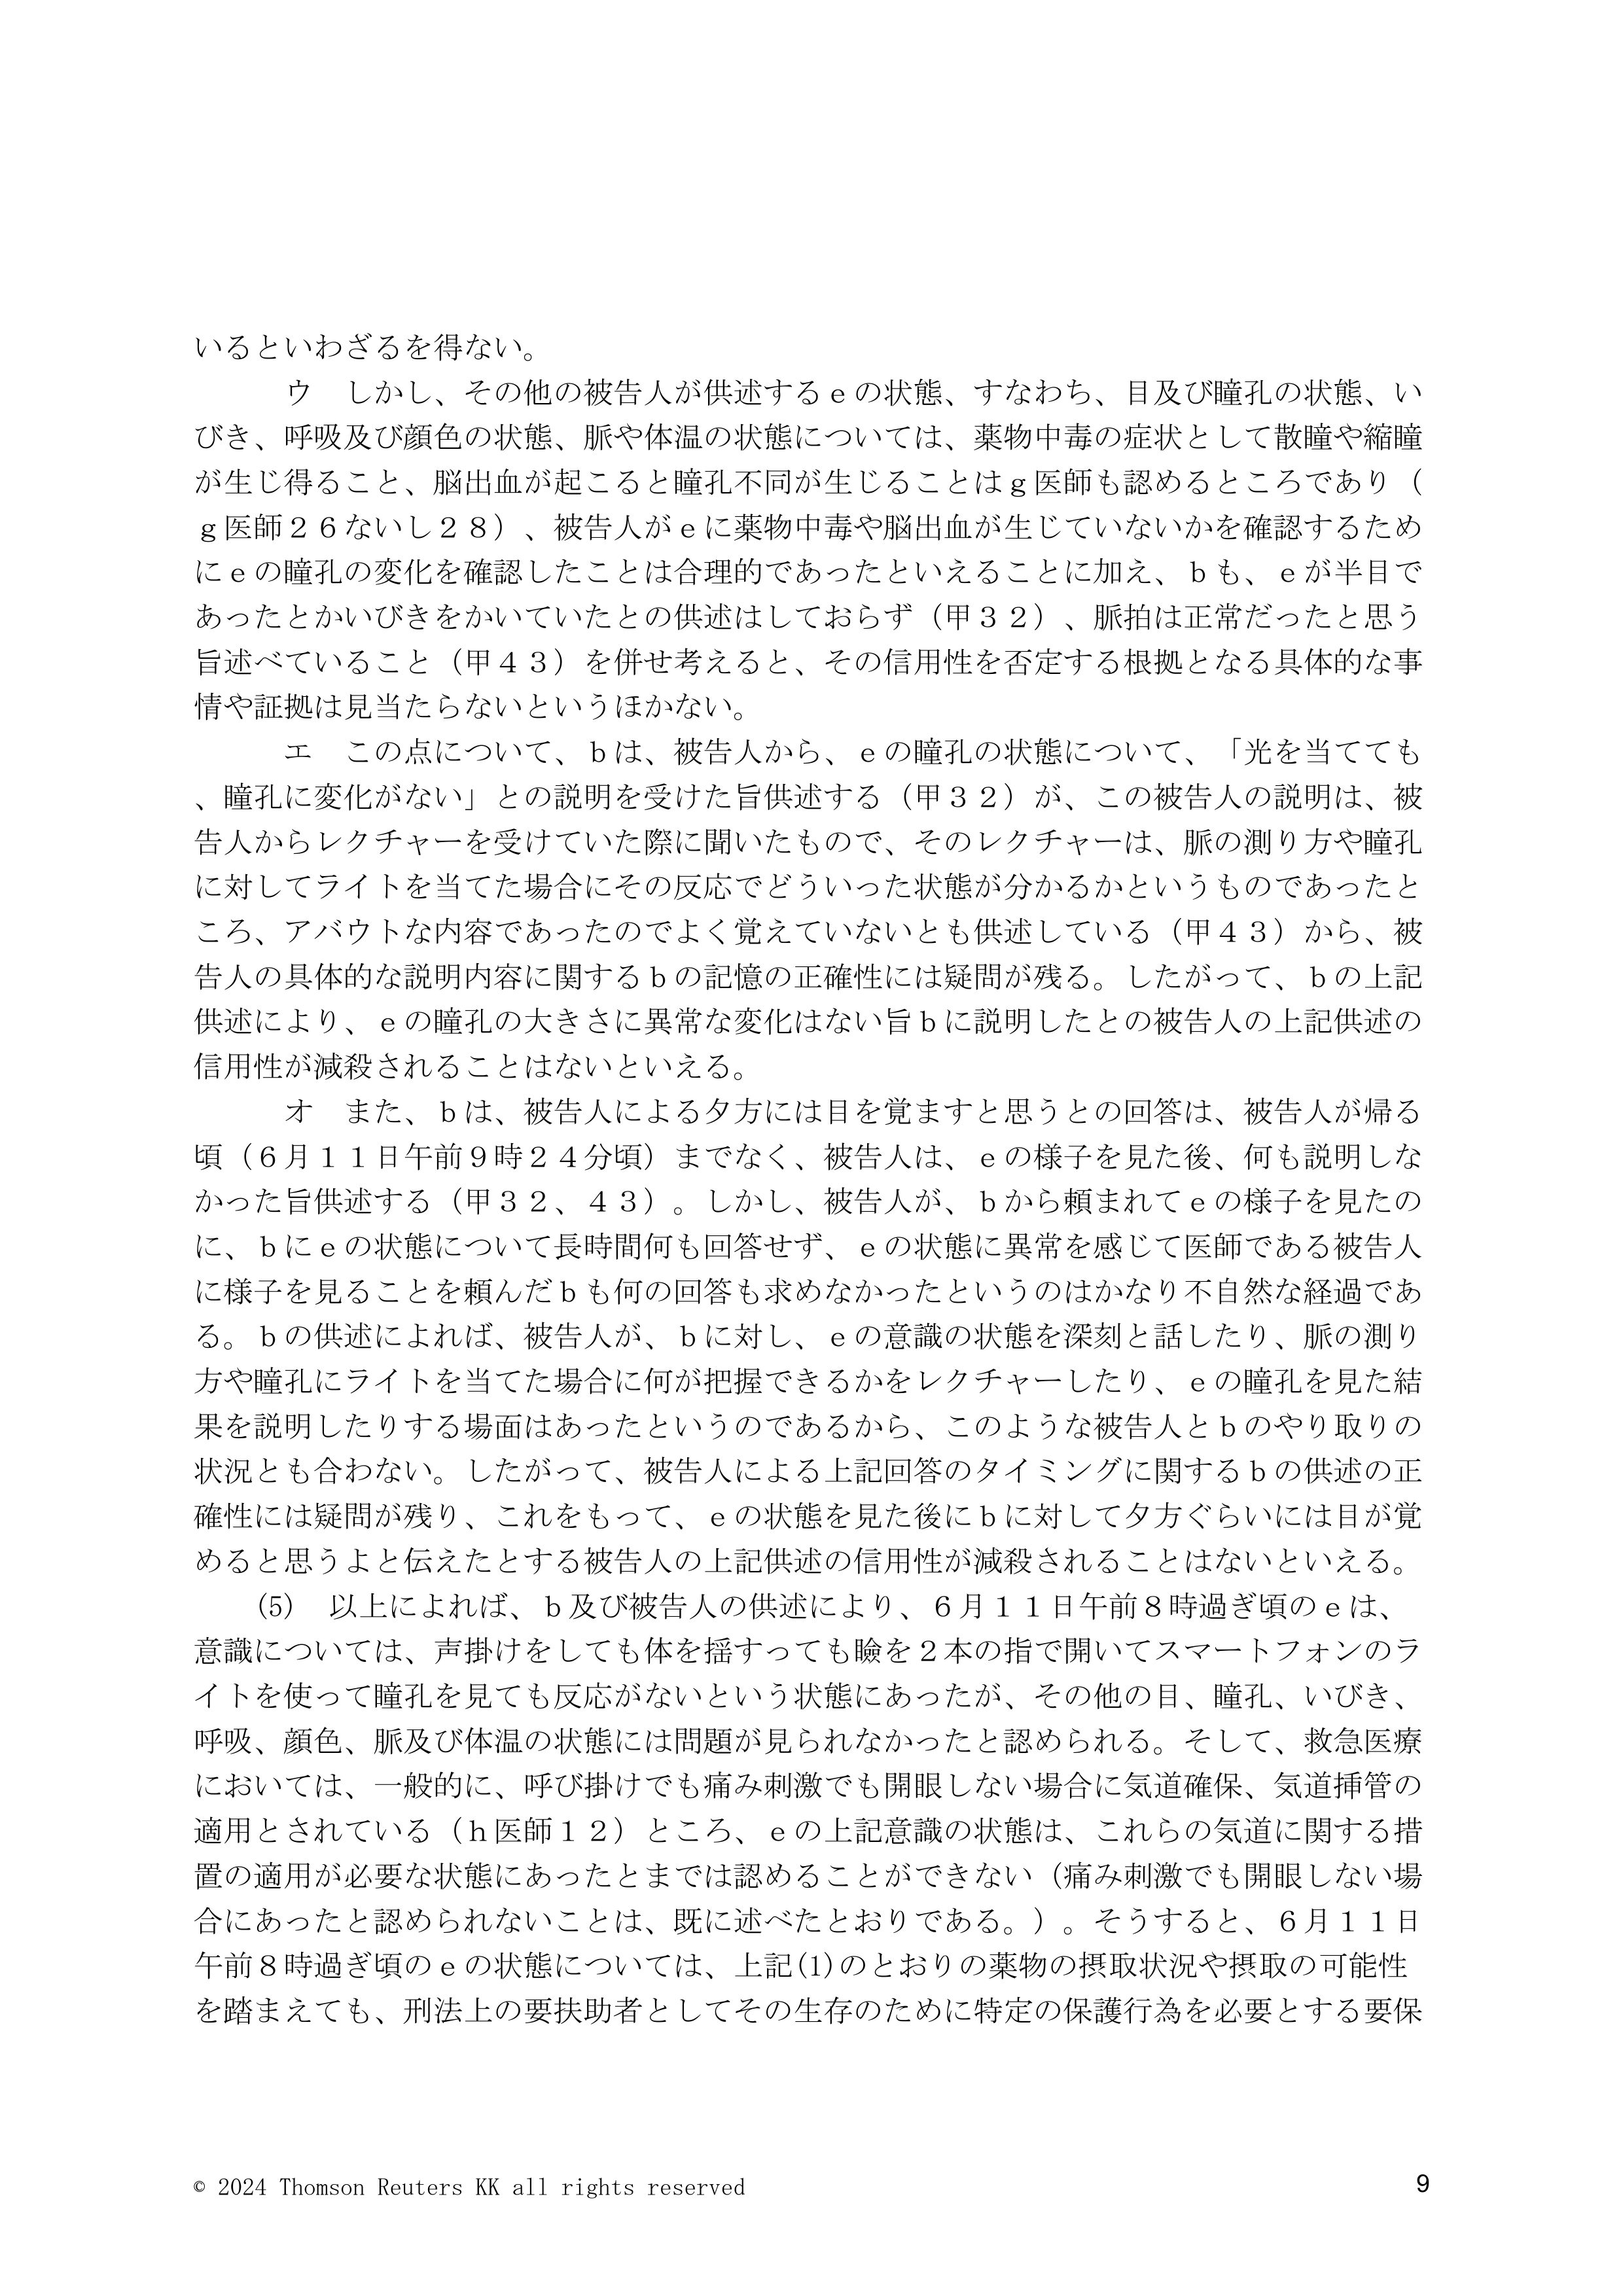 いるといわざるを得ない。
ウ　しかし、その他の被告人が供述するｅの状態、すなわち、目及び瞳孔の状態、い
びき、呼吸及び顔色の状態、脈や体温の状態については、薬物中毒の症状として散瞳や縮瞳
が生じ得ること、脳出血が起こると瞳孔不同が生じることはｇ医師も認めるところであり（
ｇ医師２６ないし２８）、被告人がｅに薬物中毒や脳出血が生じていないかを確認するため
にｅの瞳孔の変化を確認したことは合理的であったといえることに加え、ｂも、ｅが半目で
あったとかいびきをかいていたとの供述はしておらず（甲３２）、脈拍は正常だったと思う
旨述べていること（甲４３）を併せ考えると、その信用性を否定する根拠となる具体的な事
情や証拠は見当たらないというほかない。
エ　この点について、ｂは、被告人から、ｅの瞳孔の状態について、「光を当てても
、瞳孔に変化がない」との説明を受けた旨供述する（甲３２）が、この被告人の説明は、被
告人からレクチャーを受けていた際に聞いたもので、そのレクチャーは、脈の測り方や瞳孔
に対してライトを当てた場合にその反応でどういった状態が分かるかというものであったと
ころ、アバウトな内容であったのでよく覚えていないとも供述している（甲４３）から、被
告人の具体的な説明内容に関するｂの記憶の正確性には疑問が残る。したがって、ｂの上記
供述により、ｅの瞳孔の大きさに異常な変化はない旨ｂに説明したとの被告人の上記供述の
信用性が減殺されることはないといえる。
オ　また、ｂは、被告人による夕方には目を覚ますと思うとの回答は、被告人が帰る
頃（６月１１日午前９時２４分頃）までなく、被告人は、ｅの様子を見た後、何も説明しな
かった旨供述する（甲３２、４３）。しかし、被告人が、ｂから頼まれてｅの様子を見たの
に、ｂにｅの状態について長時間何も回答せず、ｅの状態に異常を感じて医師である被告人
に様子を見ることを頼んだｂも何の回答も求めなかったというのはかなり不自然な経過であ
る。ｂの供述によれば、被告人が、ｂに対し、ｅの意識の状態を深刻と話したり、脈の測り
方や瞳孔にライトを当てた場合に何が把握できるかをレクチャーしたり、ｅの瞳孔を見た結
果を説明したりする場面はあったというのであるから、このような被告人とｂのやり取りの
状況とも合わない。したがって、被告人による上記回答のタイミングに関するｂの供述の正
確性には疑問が残り、これをもって、ｅの状態を見た後にｂに対して夕方ぐらいには目が覚
めると思うよと伝えたとする被告人の上記供述の信用性が減殺されることはないといえる。
(5)　以上によれば、ｂ及び被告人の供述により、６月１１日午前８時過ぎ頃のｅは、
意識については、声掛けをしても体を揺すっても瞼を２本の指で開いてスマートフォンのラ
イトを使って瞳孔を見ても反応がないという状態にあったが、その他の目、瞳孔、いびき、
呼吸、顔色、脈及び体温の状態には問題が見られなかったと認められる。そして、救急医療
においては、一般的に、呼び掛けでも痛み刺激でも開眼しない場合に気道確保、気道挿管の
適用とされている（ｈ医師１２）ところ、ｅの上記意識の状態は、これらの気道に関する措
置の適用が必要な状態にあったとまでは認めることができない（痛み刺激でも開眼しない場
合にあったと認められないことは、既に述べたとおりである。）。そうすると、６月１１日
午前８時過ぎ頃のｅの状態については、上記(1)のとおりの薬物の摂取状況や摂取の可能性
を踏まえても、刑法上の要扶助者としてその生存のために特定の保護行為を必要とする要保
© 2024 Thomson Reuters KK all rights reserved
9